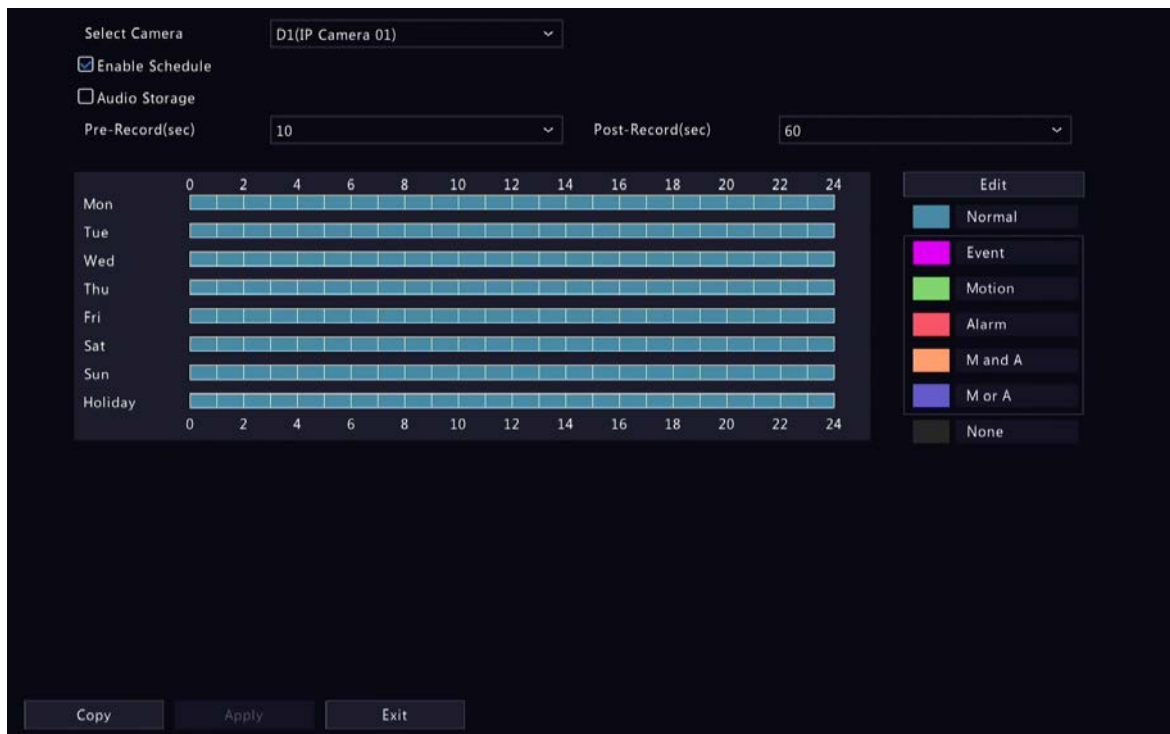 Select Camera D1(IP Camera 01)
Enable Schedule
Audio Storage
Pre-Record(sec) 10 Post-Record(sec) 60
0 2 4 6 8 10 12 14 16 18 20 22 24
Mon
Tue
Wed
Thu
Fri
Sat
Sun
Holiday
0 2 4 6 8 10 12 14 16 18 20 22 24
Edit
Normal
Event
Motion
Alarm
M and A
M or A
None
Copy Apply Exit